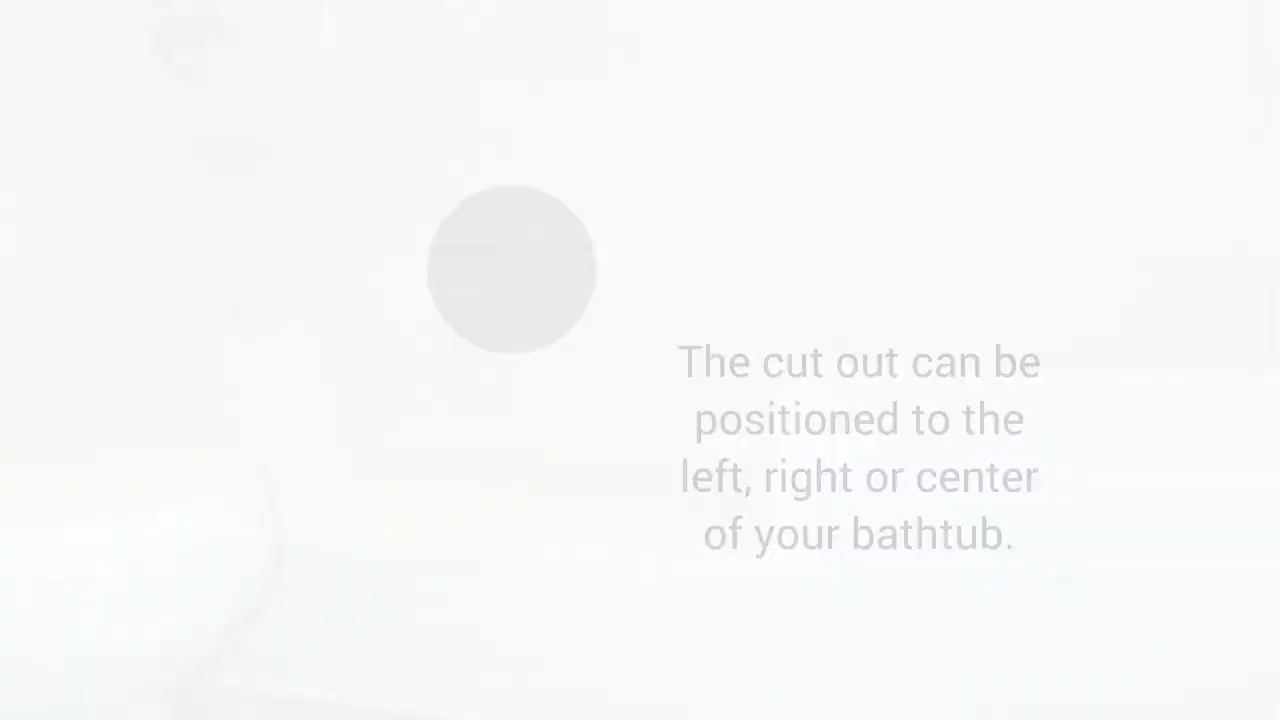 The cut out can be
positioned to the
left, right or center
of your bathtub.